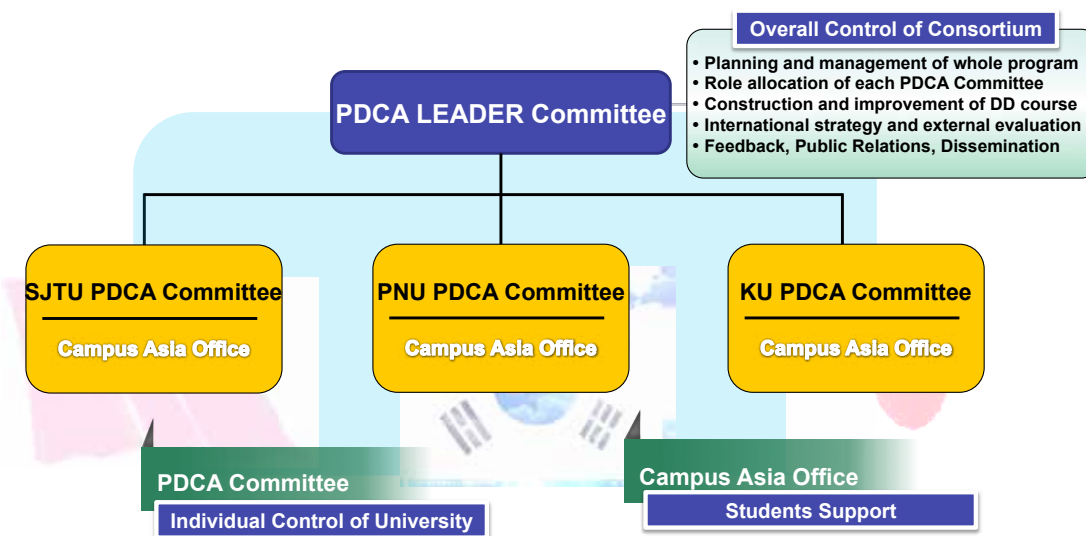 Overall Control of Consortium
• Planning and management of whole program
• Role allocation of each PDCA Committee
• Construction and improvement of DD course
• International strategy and external evaluation
• Feedback, Public Relations, Dissemination
PDCA LEADER Committee
SJTU PDCA Committee
Campus Asia Office
PNU PDCA Committee
Campus Asia Office
KU PDCA Committee
Campus Asia Office
PDCA Committee
Individual Control of University
Campus Asia Office
Students Support